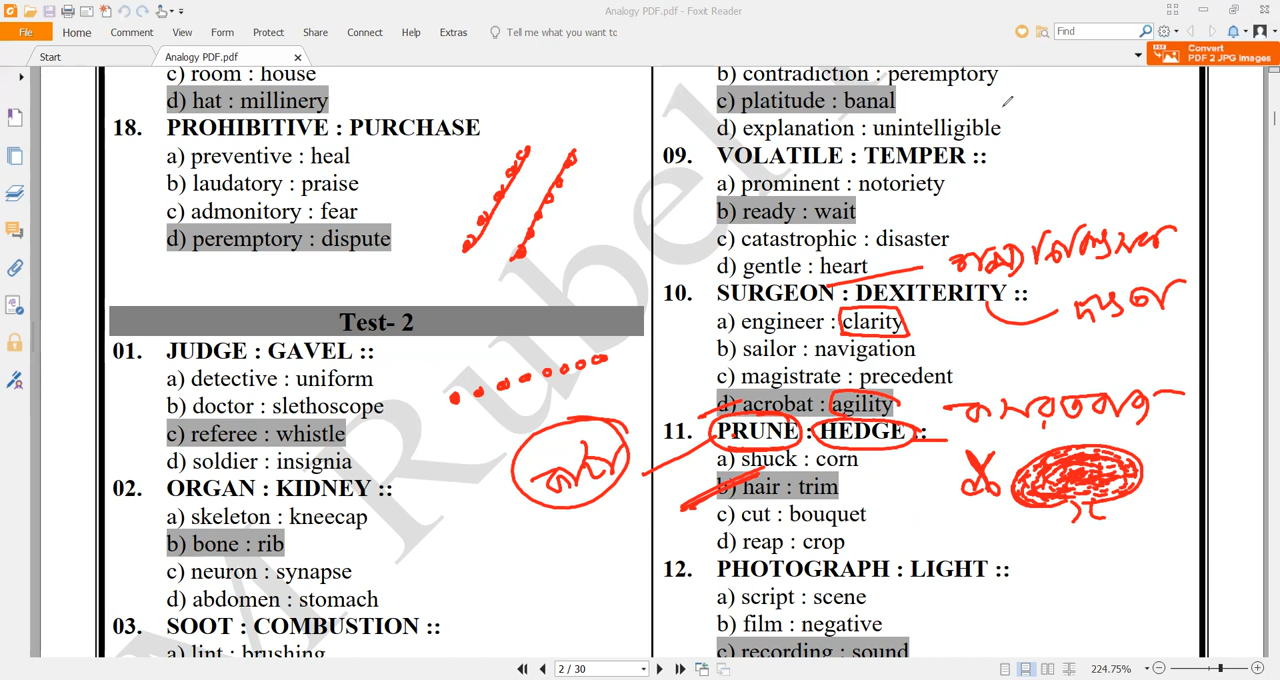 Analogy PDF.pdf - Foxit Reader
File Home Comment View Form Protect Share Connect Help Extras Tell me what you want to Find
Start Analogy PDF.pdf
Convert
PDF 2 JPG images
c) room : house
d) hat : millinery
18. PROHIBITIVE : PURCHASE
a) preventive : heal
b) laudatory : praise
c) admonitory : fear
d) peremptory : dispute
Test- 2
01. JUDGE : GAVEL ::
a) detective : uniform
b) doctor : slethoscope
c) referee : whistle
d) soldier : insignia
02. ORGAN : KIDNEY ::
a) skeleton : kneecap
b) bone : rib
c) neuron : synapse
d) abdomen : stomach
03. SOOT : COMBUSTION ::
a) lint : brushing
b) contradiction : peremptory
c) platitude : banal
d) explanation : unintelligible
09. VOLATILE : TEMPER ::
a) prominent : notoriety
b) ready : wait
c) catastrophic : disaster
d) gentle : heart
10. SURGEON : DEXITERITY ::
a) engineer : clarity
b) sailor : navigation
c) magistrate : precedent
d) acrobat : agility
11. PRUNE : HEDGE ::
a) shuck : corn
b) hair : trim
c) cut : bouquet
d) reap : crop
12. PHOTOGRAPH : LIGHT ::
a) script : scene
b) film : negative
c) recording : sound
M Rubel
2 / 30
224.75%